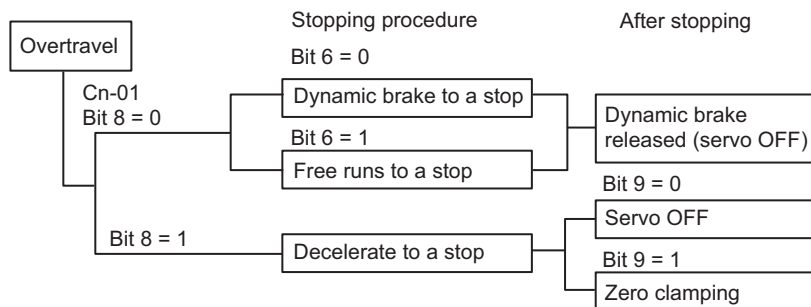 Stopping procedure
After stopping
Overtravel
Bit 6 = 0
Cn-01
Bit 8 = 0
Dynamic brake to a stop
Dynamic brake
released (servo OFF)
Bit 6 = 1
Free runs to a stop
Bit 9 = 0
Servo OFF
Bit 8 = 1
Decelerate to a stop
Bit 9 = 1
Zero clamping